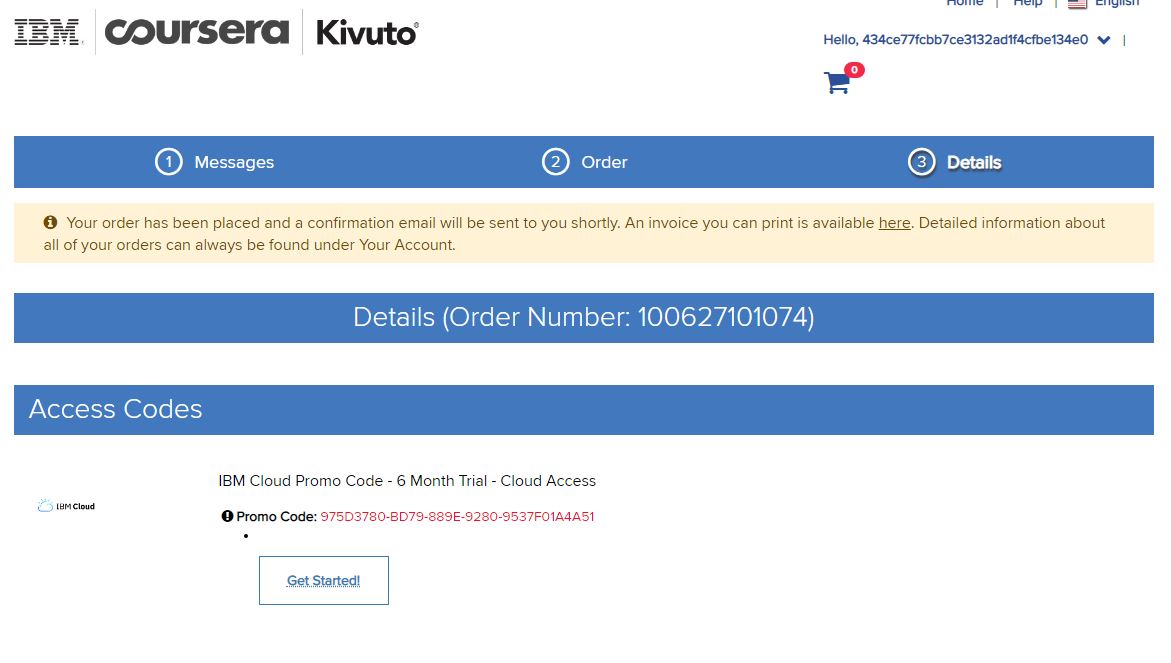 Home | Help | English
IBM. coursera Kivuto®
Hello, 434ce77fcbb7ce3132ad1f4cfbe134e0 |
0
1 Messages 2 Order 3 Details
Your order has been placed and a confirmation email will be sent to you shortly. An invoice you can print is available here. Detailed information about
all of your orders can always be found under Your Account.
Details (Order Number: 100627101074)
Access Codes
IBM Cloud Promo Code - 6 Month Trial - Cloud Access
IBM Cloud
Promo Code: 975D3780-BD79-889E-9280-9537F01A4A51
Get Started!